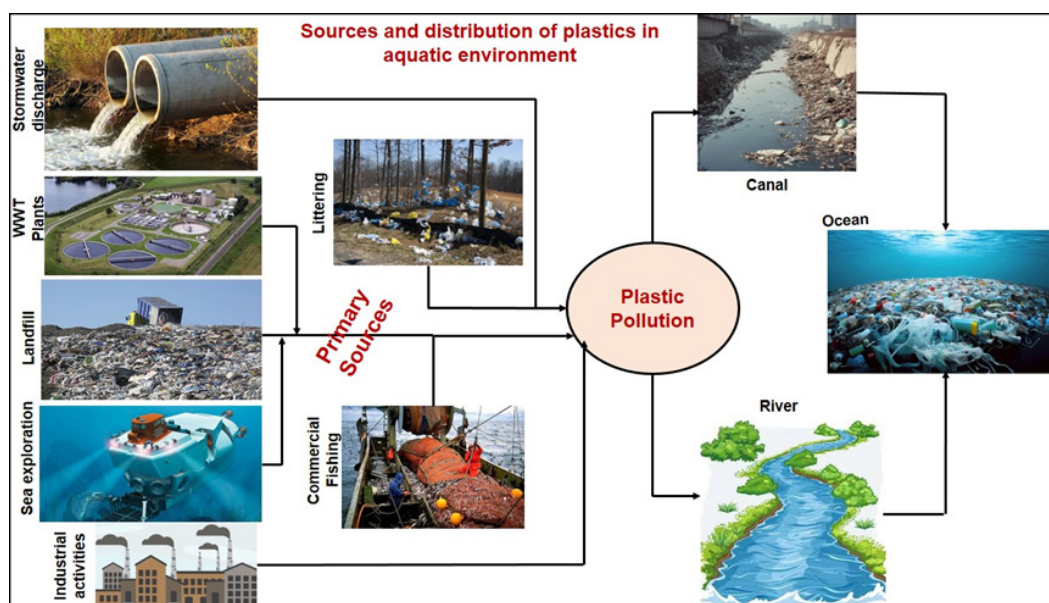 Sources and distribution of plastics in
aquatic environment
Stormwater
discharge
WWT
Plants
Landfill
Sea exploration
Industrial
activities
Littering
Primary
Sources
Commercial
Fishing
Plastic
Pollution
Canal
Ocean
River